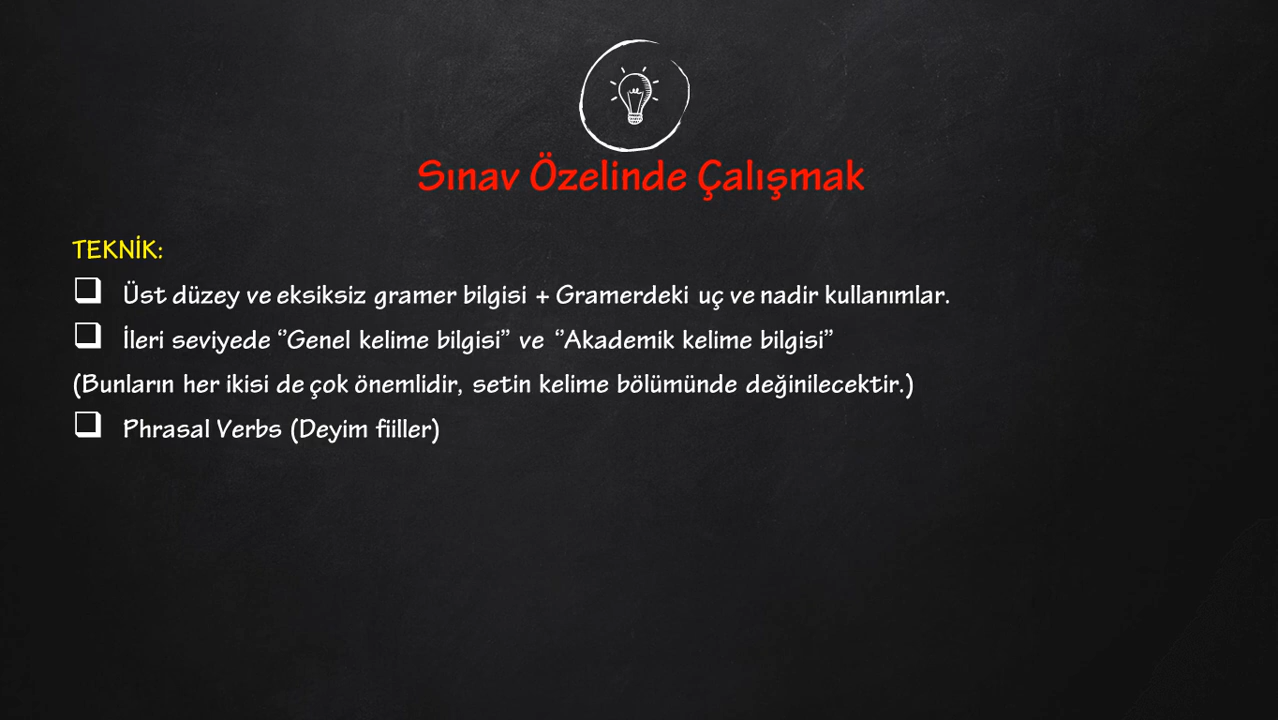 Sınav Özelinde Çalışmak
TEKNİK:
❑ Üst düzey ve eksiksiz gramer bilgisi + Gramerdeki uç ve nadir kullanımlar.
❑ İleri seviyede ‘’Genel kelime bilgisi’’ ve ‘’Akademik kelime bilgisi’’
(Bunların her ikisi de çok önemlidir, setin kelime bölümünde değinilecektir.)
❑ Phrasal Verbs (Deyim fiiller)